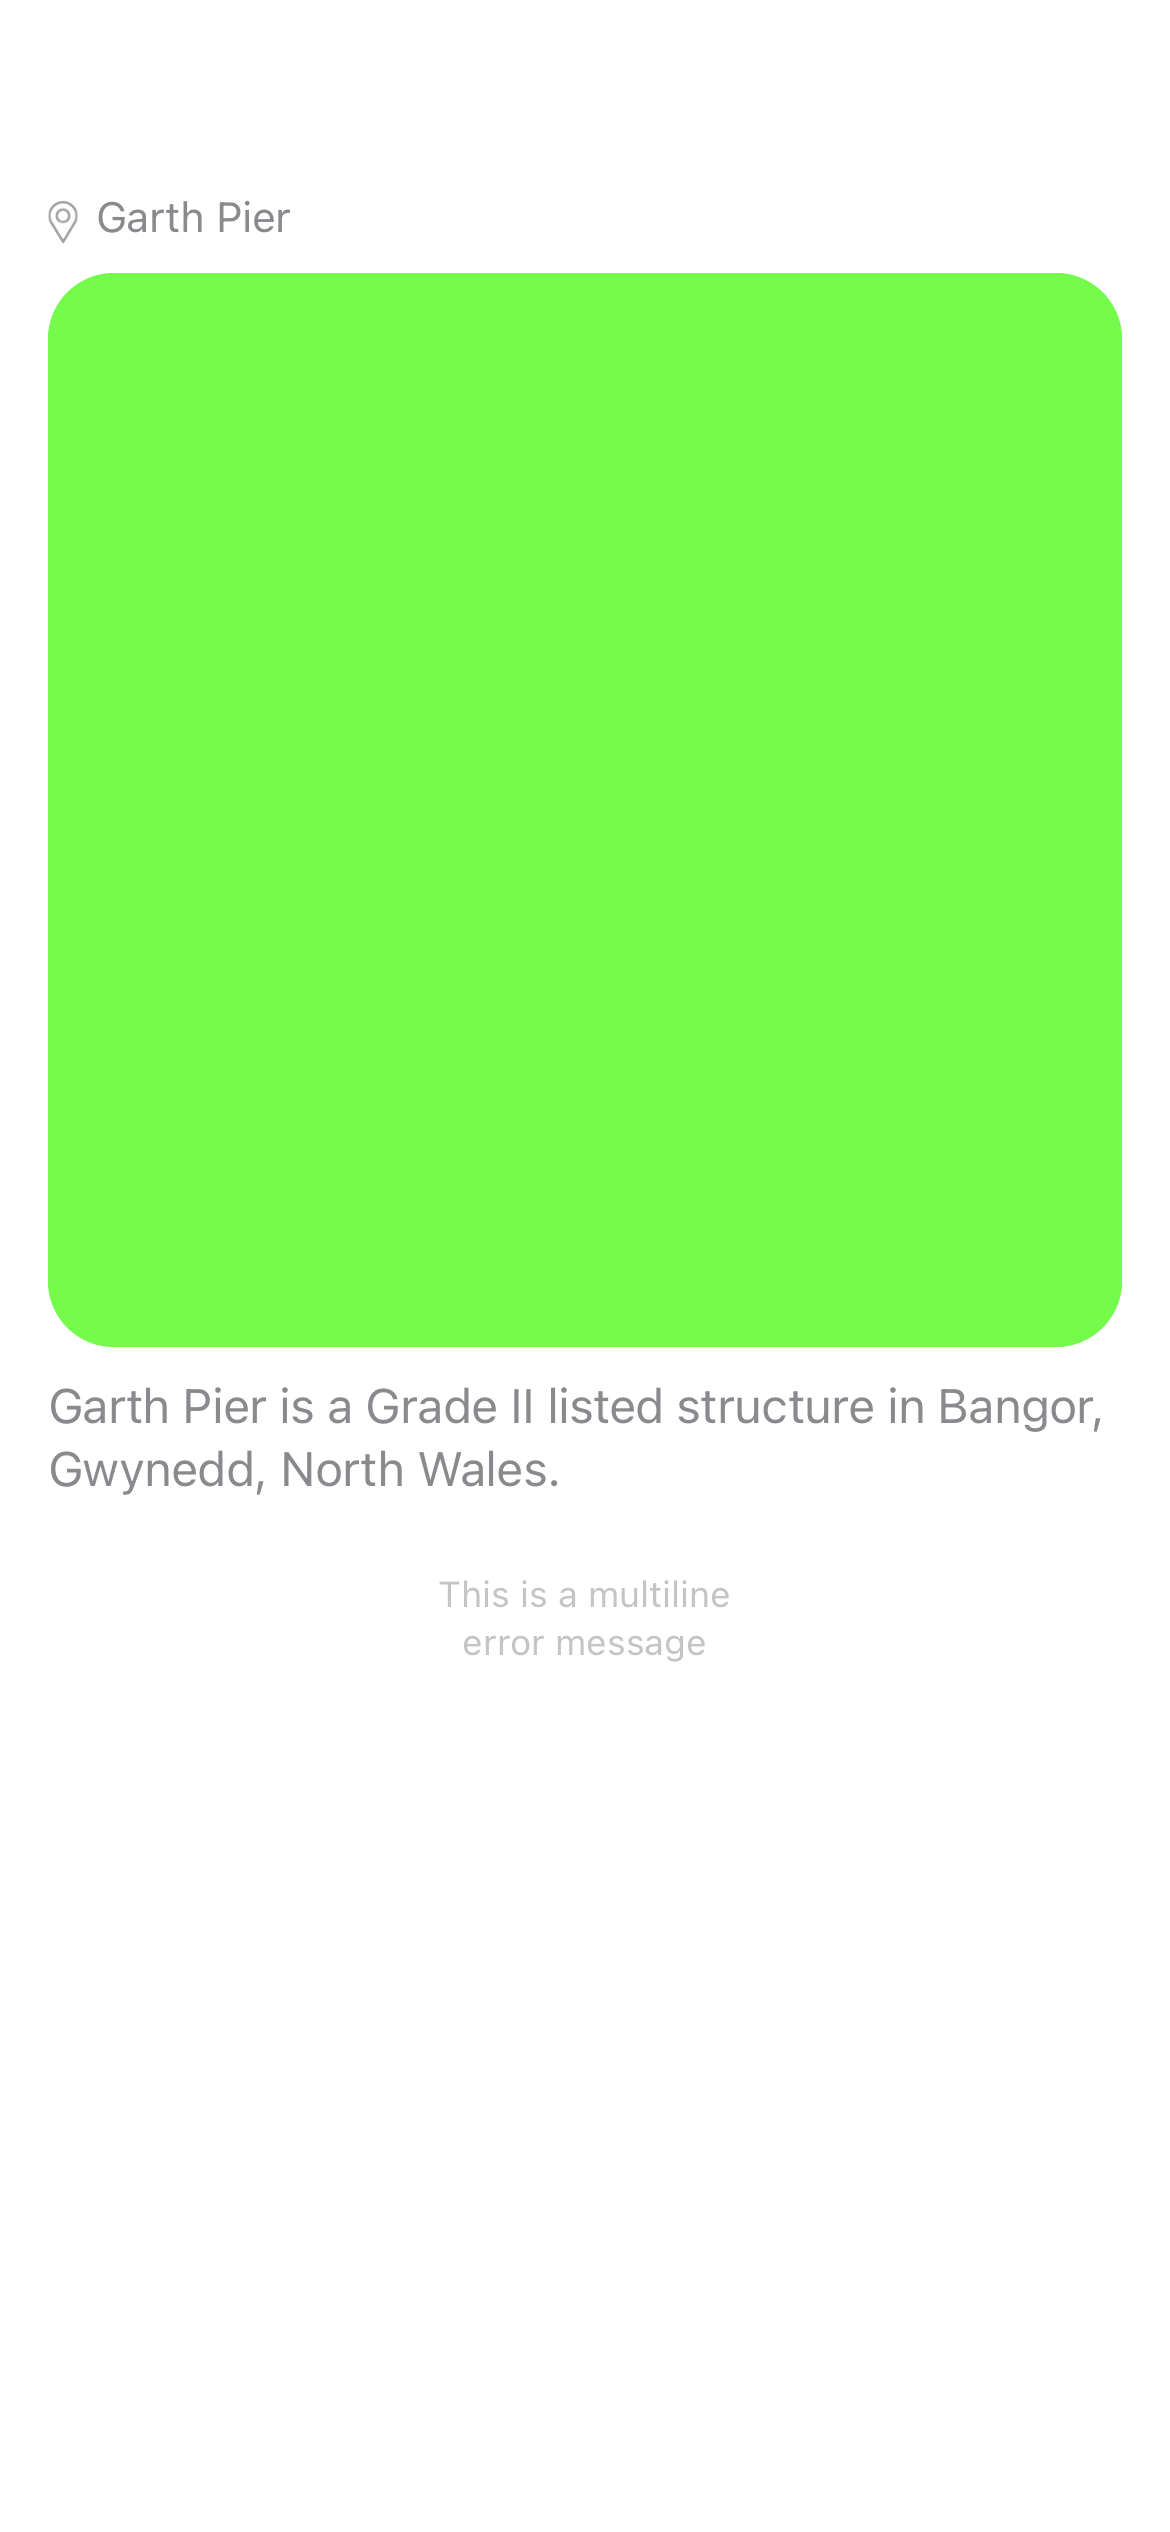 Garth Pier
Garth Pier is a Grade II listed structure in Bangor,
Gwynedd, North Wales.
This is a multiline
error message